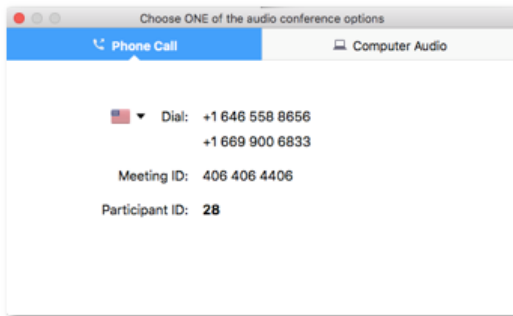 Choose ONE of the audio conference options
Phone Call
Computer Audio
Dial: +1 646 558 8656
+1 669 900 6833
Meeting ID: 406 406 4406
Participant ID: 28